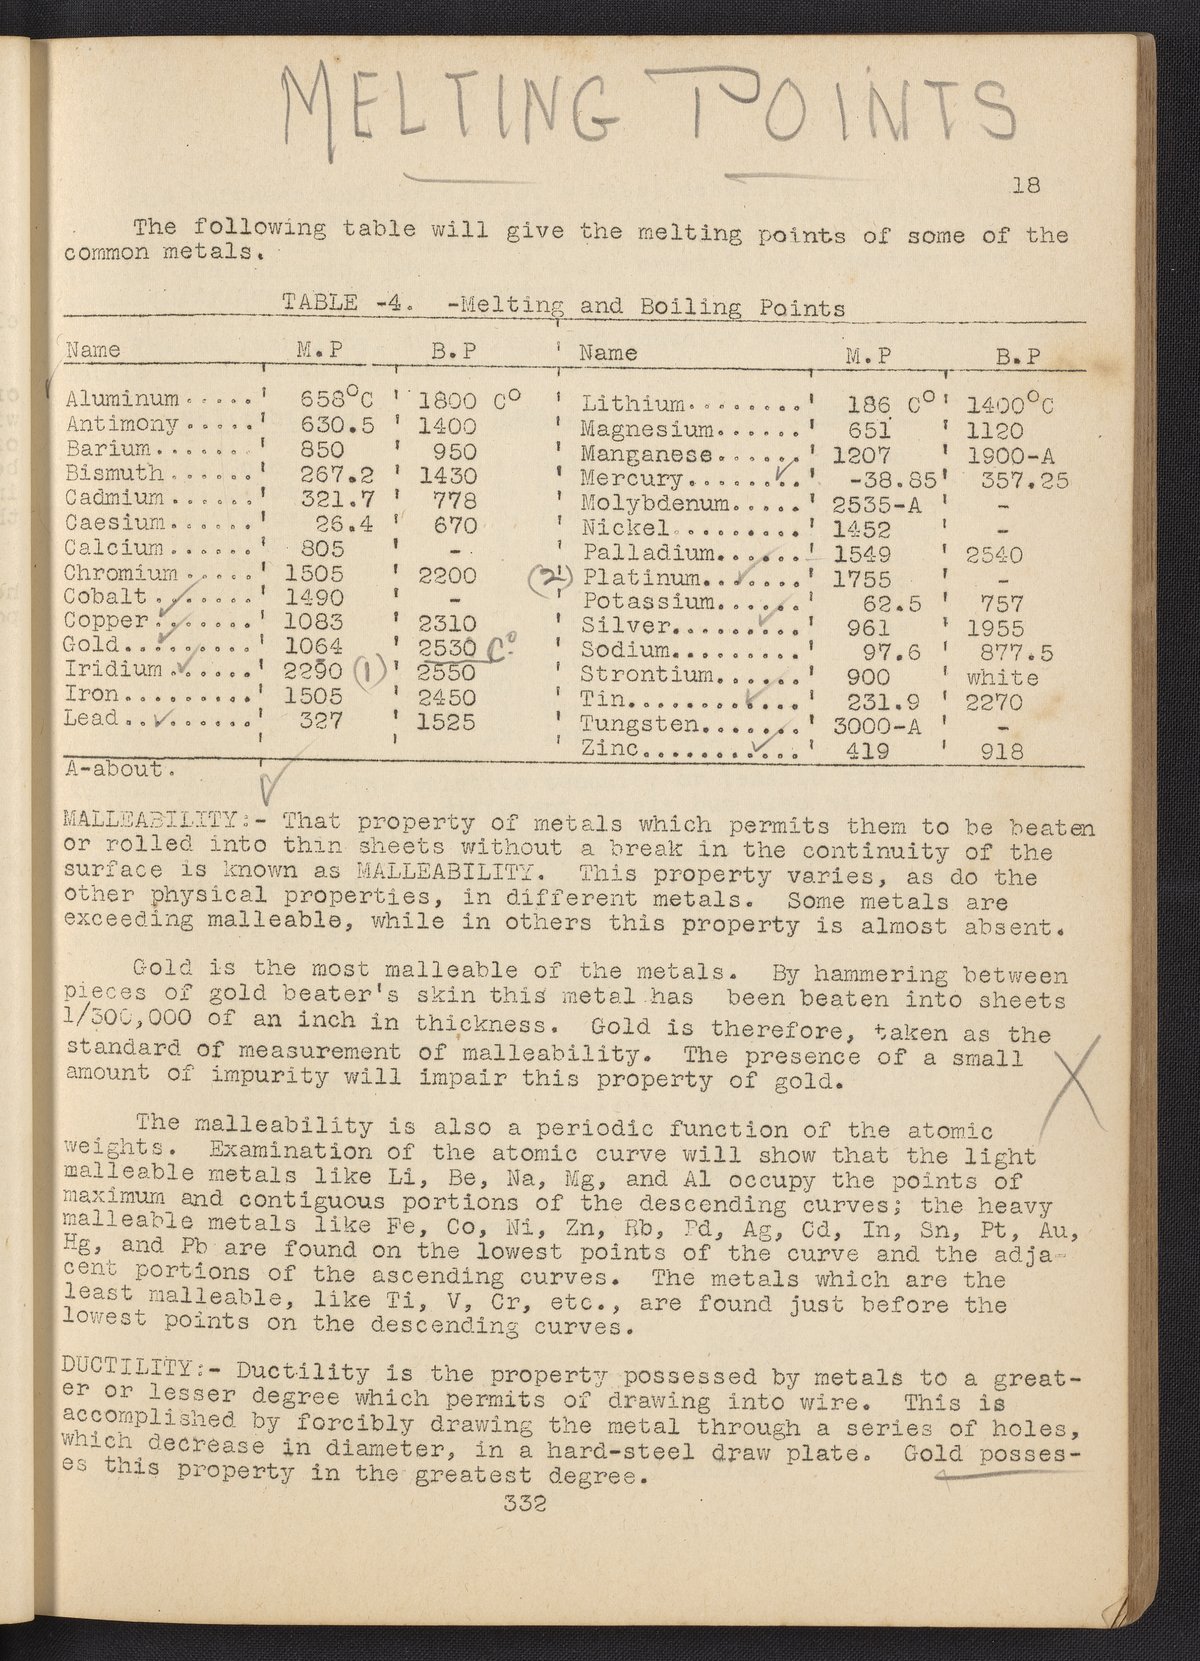 MELTING POINTS
18
The following table will give the melting points of some of the
common metals.
TABLE -4. -Melting and Boiling Points
Name M.P B.P Name M.P B.P
Aluminum..... 658°C 1800 C° Lithium........ 186 C° 1400°C
Antimony..... 630.5 1400 Magnesium...... 651 1120
Barium....... 850 950 Manganese...... 1207 1900-A
Bismuth...... 267.2 1430 Mercury........ -38.85 357.25
Cadmium...... 321.7 778 Molybdenum..... 2535-A -
Caesium...... 26.4 670 Nickel......... 1452 -
Calcium...... 805 - Palladium...... 1549 2540
Chromium..... 1505 2200 (2) Platinum....... 1755 -
Cobalt....... 1490 - Potassium...... 62.5 757
Copper....... 1083 2310 Silver......... 961 1955
Gold......... 1064 2530 C° Sodium......... 97.6 877.5
Iridium...... 2290 (1) 2550 Strontium...... 900 white
Iron......... 1505 2450 Tin............ 231.9 2270
Lead......... 327 1525 Tungsten....... 3000-A -
Zinc........... 419 918
A-about.
MALLEABILITY:- That property of metals which permits them to be beaten
or rolled into thin sheets without a break in the continuity of the
surface is known as MALLEABILITY. This property varies, as do the
other physical properties, in different metals. Some metals are
exceeding malleable, while in others this property is almost absent.
Gold is the most malleable of the metals. By hammering between
pieces of gold beater's skin this metal has been beaten into sheets
1/300,000 of an inch in thickness. Gold is therefore, taken as the
standard of measurement of malleability. The presence of a small
amount of impurity will impair this property of gold.
X
The malleability is also a periodic function of the atomic
weights. Examination of the atomic curve will show that the light
malleable metals like Li, Be, Na, Mg, and Al occupy the points of
maximum and contiguous portions of the descending curves; the heavy
malleable metals like Fe, Co, Ni, Zn, Rb, Pd, Ag, Cd, In, Sn, Pt, Au,
Hg, and Pb are found on the lowest points of the curve and the adja-
cent portions of the ascending curves. The metals which are the
least malleable, like Ti, V, Cr, etc., are found just before the
lowest points on the descending curves.
DUCTILITY:- Ductility is the property possessed by metals to a great-
er or lesser degree which permits of drawing into wire. This is
accomplished by forcibly drawing the metal through a series of holes,
which decrease in diameter, in a hard-steel draw plate. Gold posses-
es this property in the greatest degree.
332